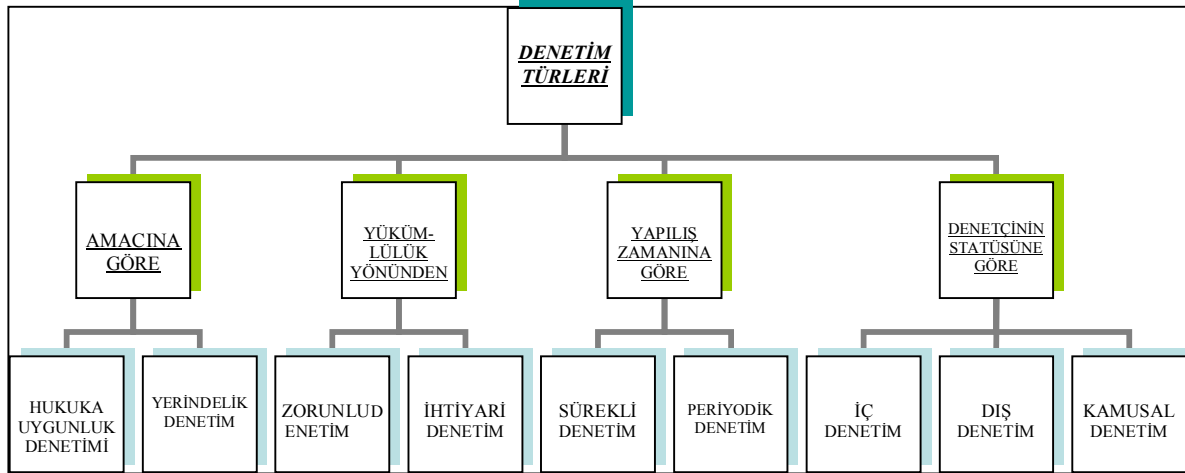 DENETİM
TÜRLERİ
AMACINA
GÖRE
YÜKÜM-
LÜLÜK
YÖNÜNDEN
YAPILIŞ
ZAMANINA
GÖRE
DENETÇİNİN
STATÜSÜNE
GÖRE
HUKUKA
UYGUNLUK
DENETİMİ
YERİNDELİK
DENETİM
ZORUNLUD
ENETİM
İHTİYARİ
DENETİM
SÜREKLİ
DENETİM
PERİYODİK
DENETİM
İÇ
DENETİM
DIŞ
DENETİM
KAMUSAL
DENETİM